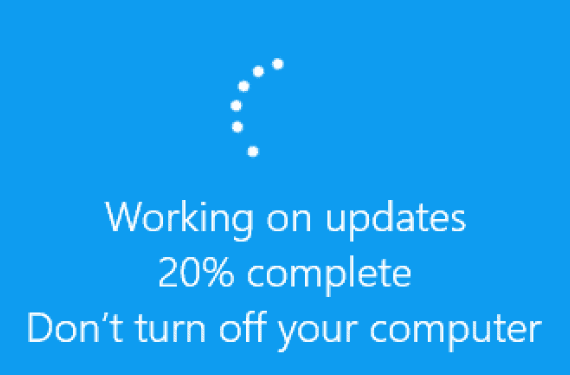 Working on updates
20% complete
Don’t turn off your computer